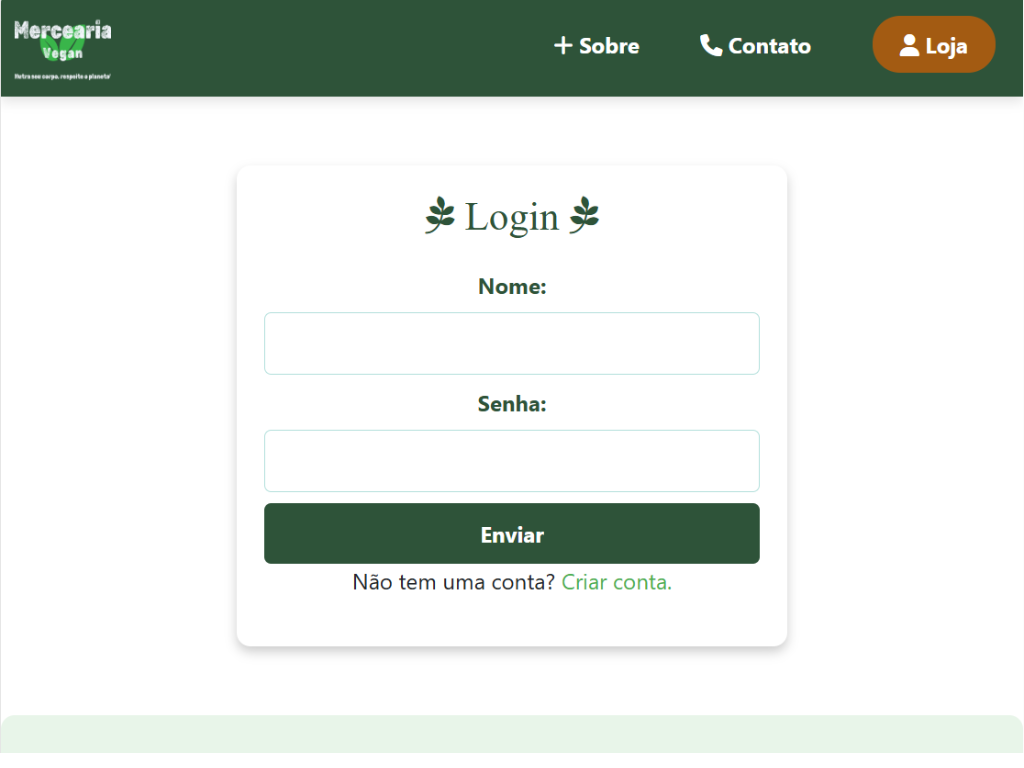 Mercearia
Vegan
Nutra seu corpo, respeite o planeta!
Sobre
Contato
Loja
Login
Nome:
Senha:
Enviar
Não tem uma conta? Criar conta.